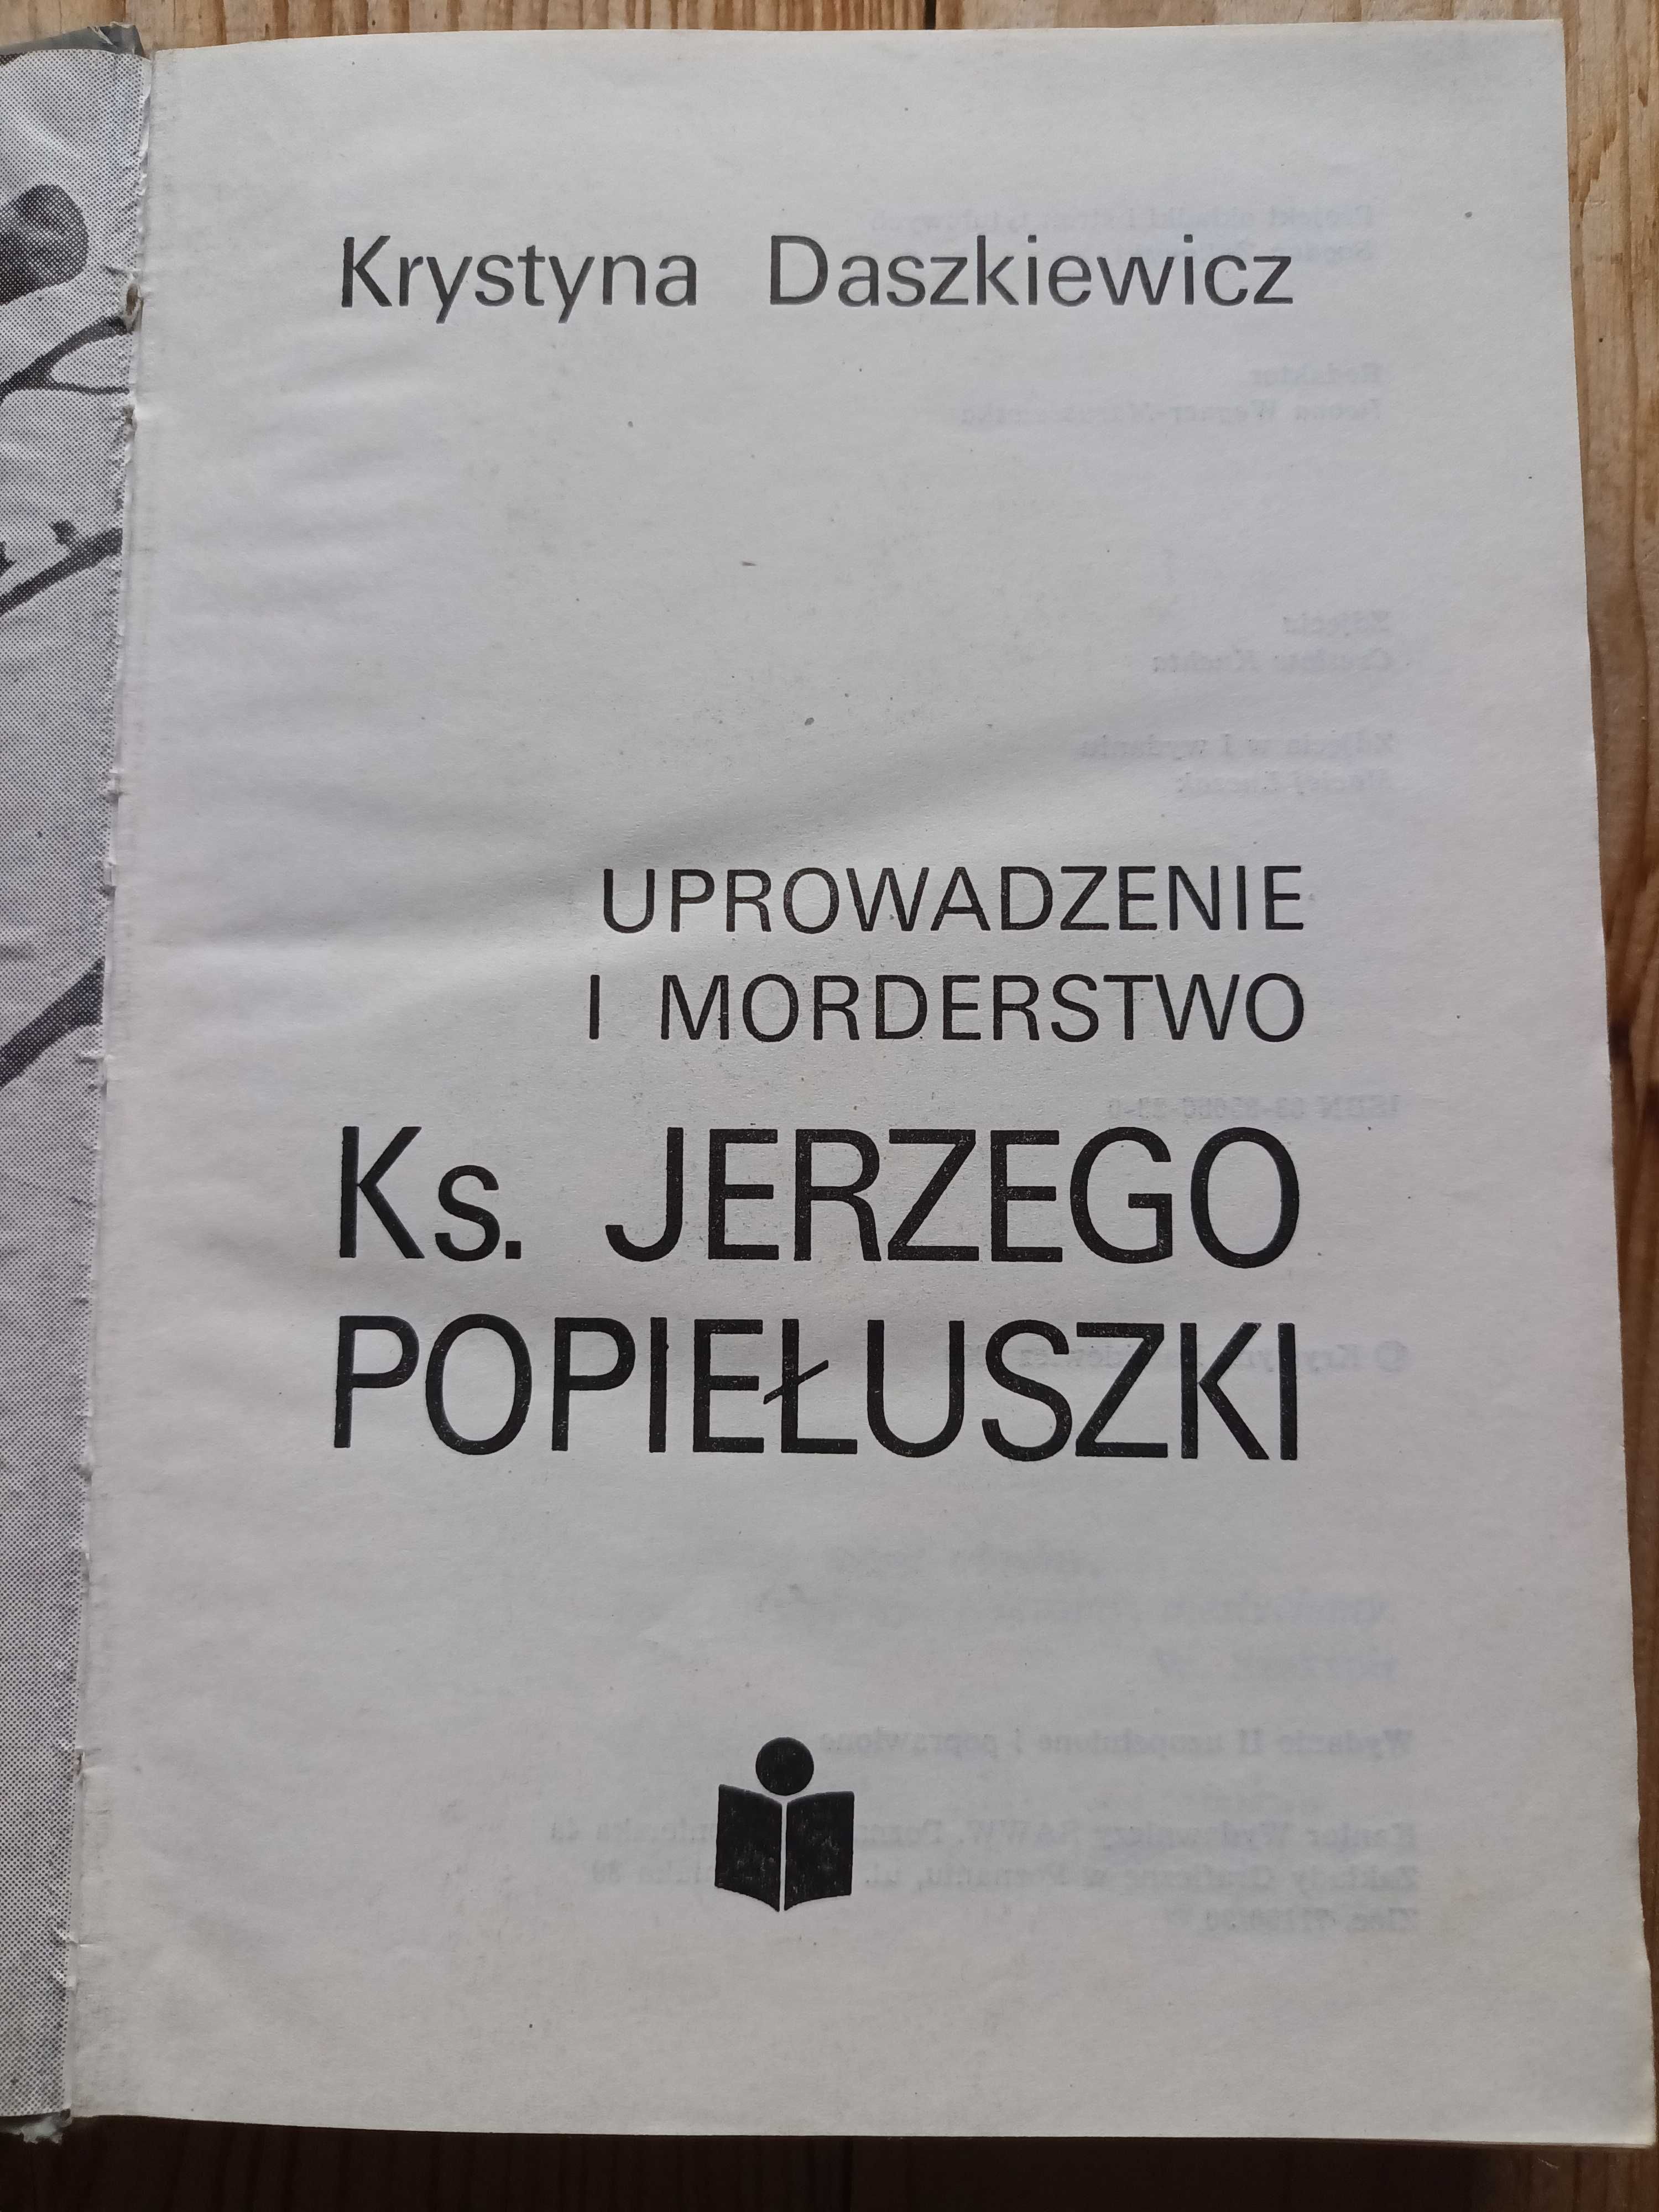 Krystyna Daszkiewicz
UPROWADZENIE
I MORDERSTWO
Ks. JERZEGO
POPIEŁUSZKI